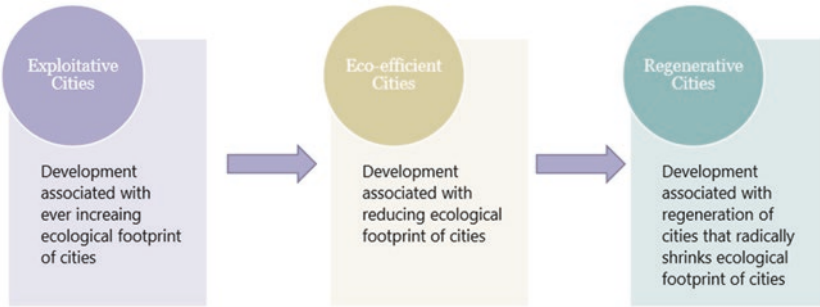 Exploitative
Cities
Development
associated with
ever increaing
ecological footprint
of cities
Eco-efficient
Cities
Development
associated with
reducing ecological
footprint of cities
Regenerative
Cities
Development
associated with
regeneration of
cities that radically
shrinks ecological
footprint of cities